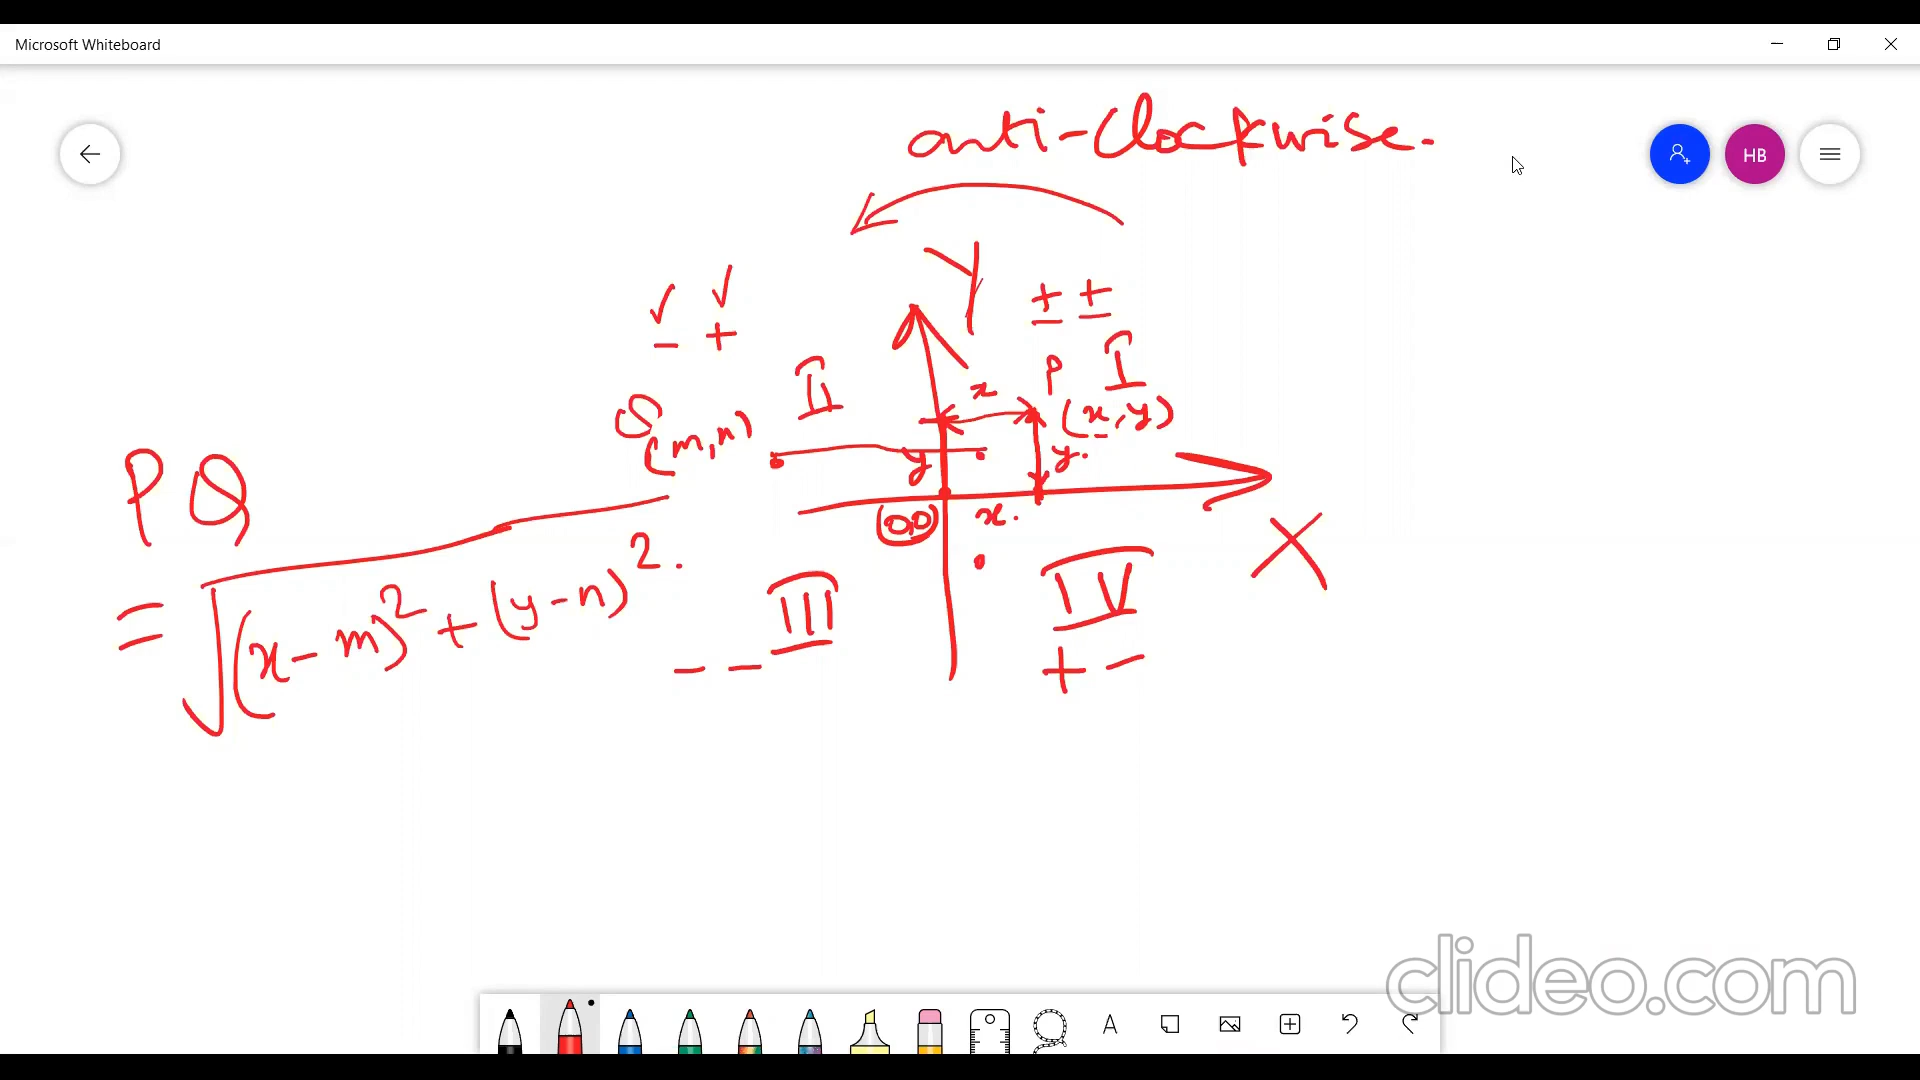 Microsoft Whiteboard
anti-clockwise.
HB
Y
- +
+ +
II
P I
x
(x,y)
Q
(m,n)
y
y.
PQ
(0,0)
x.
X
= √(x-m)² + (y-n)².
III
IV
- -
+ -
clideo.com
A